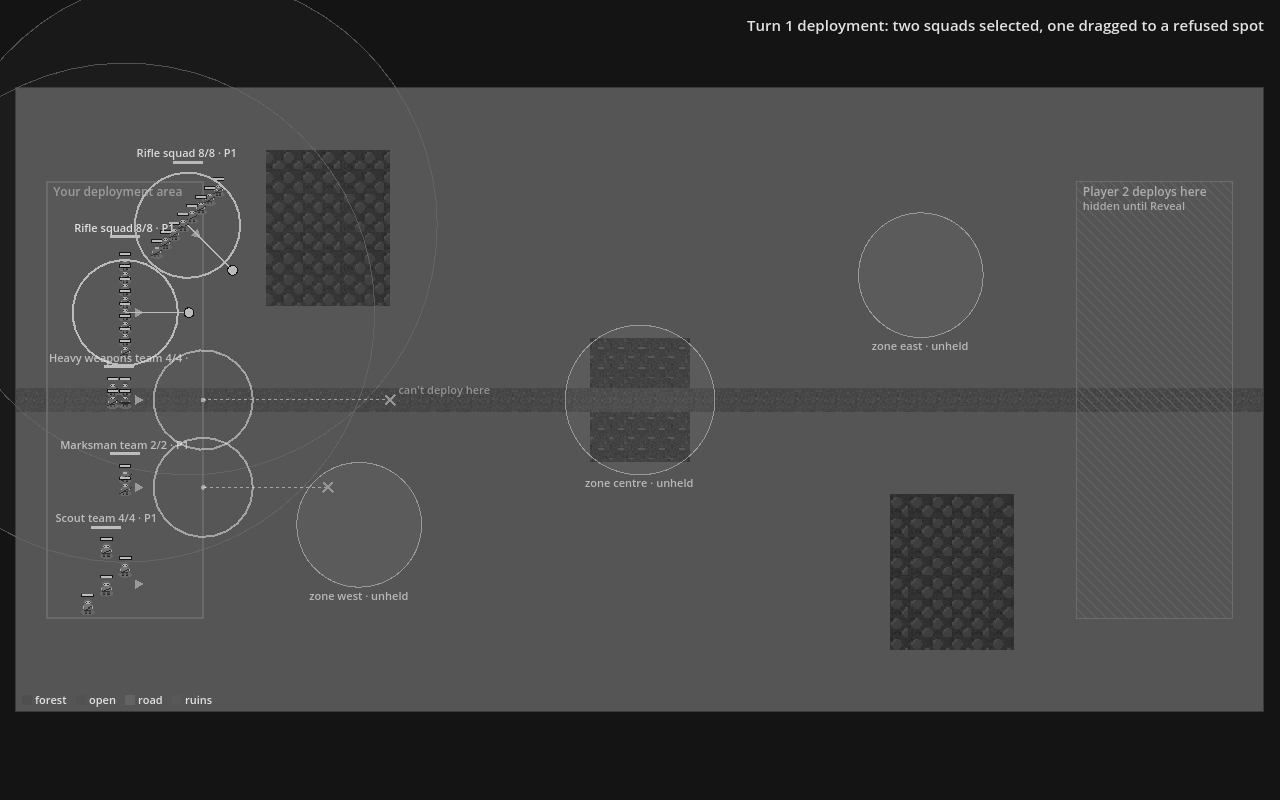 Turn 1 deployment: two squads selected, one dragged to a refused spot
Rifle squad 8/8 · P1
Your deployment area
Rifle squad 8/8 · P1
Player 2 deploys here
hidden until Reveal
zone east · unheld
Heavy weapons team 4/4 ·
can't deploy here
Marksman team 2/2 · P1
zone centre · unheld
Scout team 4/4 · P1
zone west · unheld
forest open road ruins